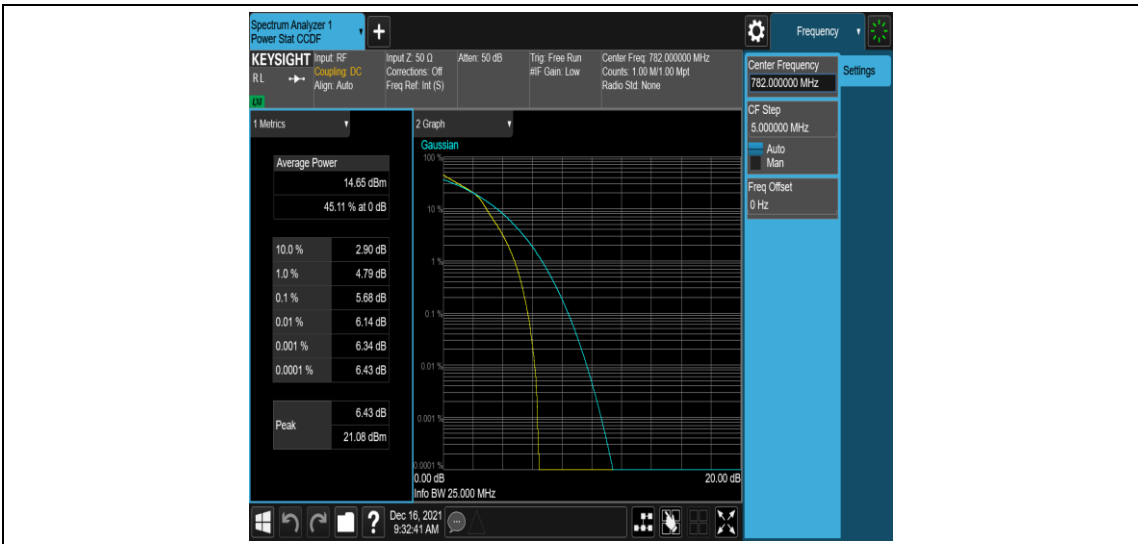 Spectrum Analyzer 1
Power Stat CCDF
+
Frequency
KEYSIGHT
RL
LXI
Input: RF
Coupling: DC
Align: Auto
Input Z: 50 Ω
Corrections: Off
Freq Ref: Int (S)
Atten: 50 dB
Trig: Free Run
#IF Gain: Low
Center Freq: 782.000000 MHz
Counts: 1.00 M/1.00 Mpt
Radio Std: None
Center Frequency
782.000000 MHz
Settings
CF Step
5.000000 MHz
Auto
Man
Freq Offset
0 Hz
1 Metrics
Average Power
14.65 dBm
45.11 % at 0 dB
10.0 % 2.90 dB
1.0 % 4.79 dB
0.1 % 5.68 dB
0.01 % 6.14 dB
0.001 % 6.34 dB
0.0001 % 6.43 dB
Peak
6.43 dB
21.08 dBm
2 Graph
Gaussian
100 %
10 %
1 %
0.1 %
0.01 %
0.001 %
0.0001 %
0.00 dB 20.00 dB
Info BW 25.000 MHz
?
Dec 16, 2021
9:32:41 AM